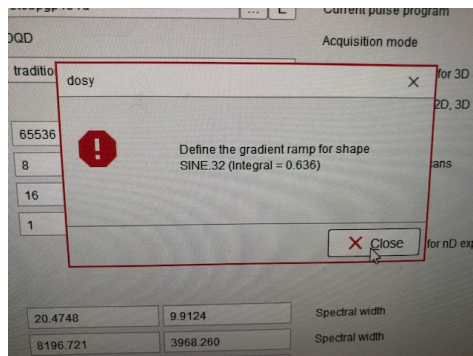 ... E Current pulse program
DQD Acquisition mode
traditio for 3D
dosy
2D, 3D
65536
Define the gradient ramp for shape
SINE.32 (Integral = 0.636)
8
16
1
Close for nD
20.4748 9.9124 Spectral width
8196.721 3968.260 Spectral width